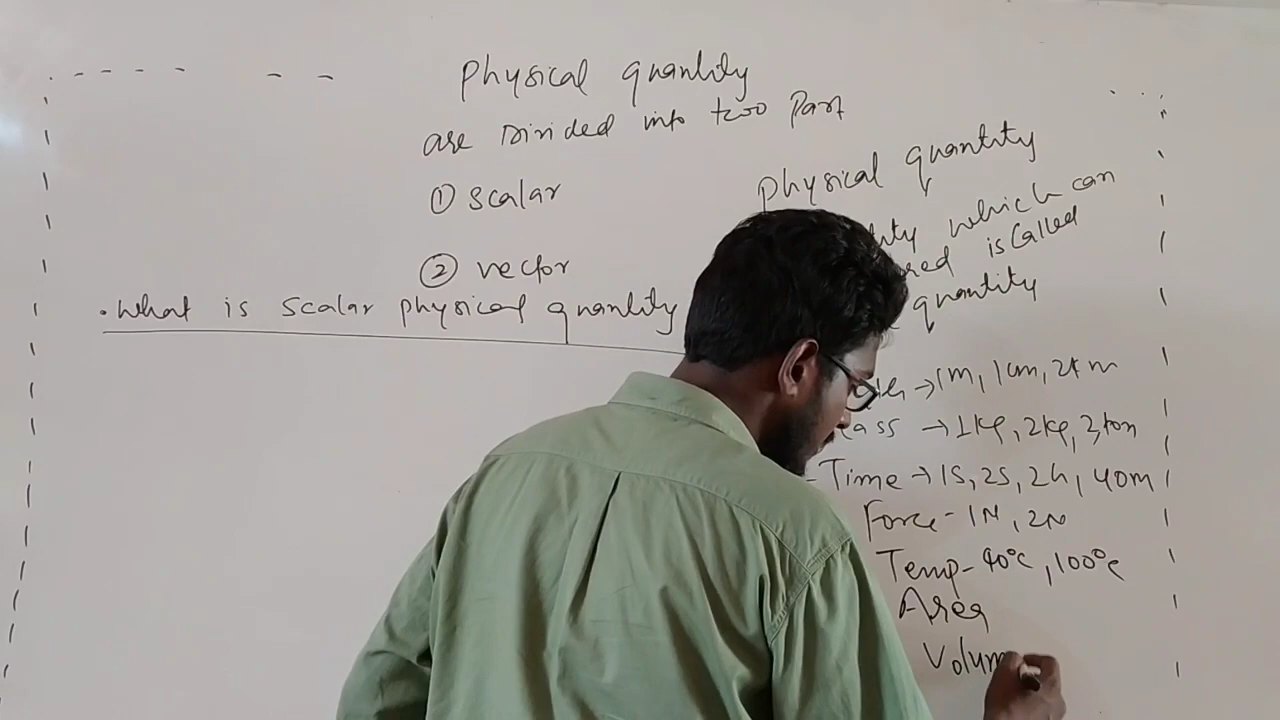 Physical quantity
are Divided into two Part
① Scalar
② vector
. What is scalar physical quantity
physical quantity
which can
is Called
quantity
→ 1m, 1cm, 2km
→ 1kg, 2kg, 3ton
- Time → 1s, 2s, 2h, 40m
Force - 1N, 2N
Temp - 40°C, 100°C
Area
Volum